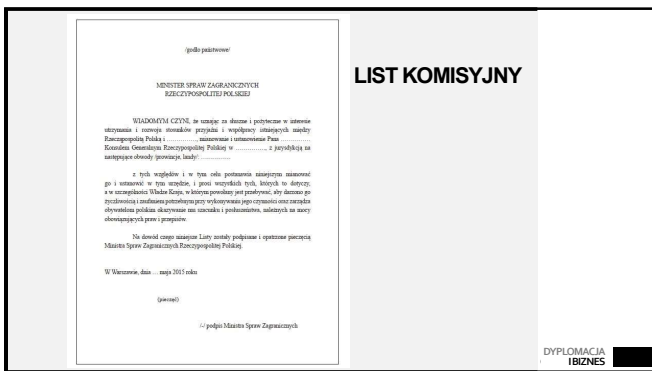 /godło państwowe/
LIST KOMISYJNY
MINISTER SPRAW ZAGRANICZNYCH
RZECZYPOSPOLITEJ POLSKIEJ
WIADOMYM CZYNI, że uznając za słuszne i pożyteczne w interesie
utrzymania i rozwoju stosunków przyjaźni i współpracy istniejących między
Rzecząpospolitą Polską i ……………, mianowanie i ustanowienie Pana ……………
Konsulem Generalnym Rzeczypospolitej Polskiej w ……………, z jurysdykcją na
następujące obwody /prowincje, landy/: ……………
z tych względów i w tym celu postanawia niniejszym mianować
go i ustanowić w tym urzędzie, i prosi wszystkich tych, których to dotyczy,
a w szczególności Władze Kraju, w którym powołany jest przebywać, aby darzono go
życzliwością i zaufaniem potrzebnym przy wykonywaniu jego czynności oraz zarządza
obywatelom polskim okazywanie mu szacunku i posłuszeństwa, należnych na mocy
obowiązujących praw i przepisów.
Na dowód czego niniejsze Listy zostały podpisane i opatrzone pieczęcią
Ministra Spraw Zagranicznych Rzeczypospolitej Polskiej.
W Warszawie, dnia … maja 2015 roku
(pieczęć)
/-/ podpis Ministra Spraw Zagranicznych
DYPLOMACJA
I BIZNES